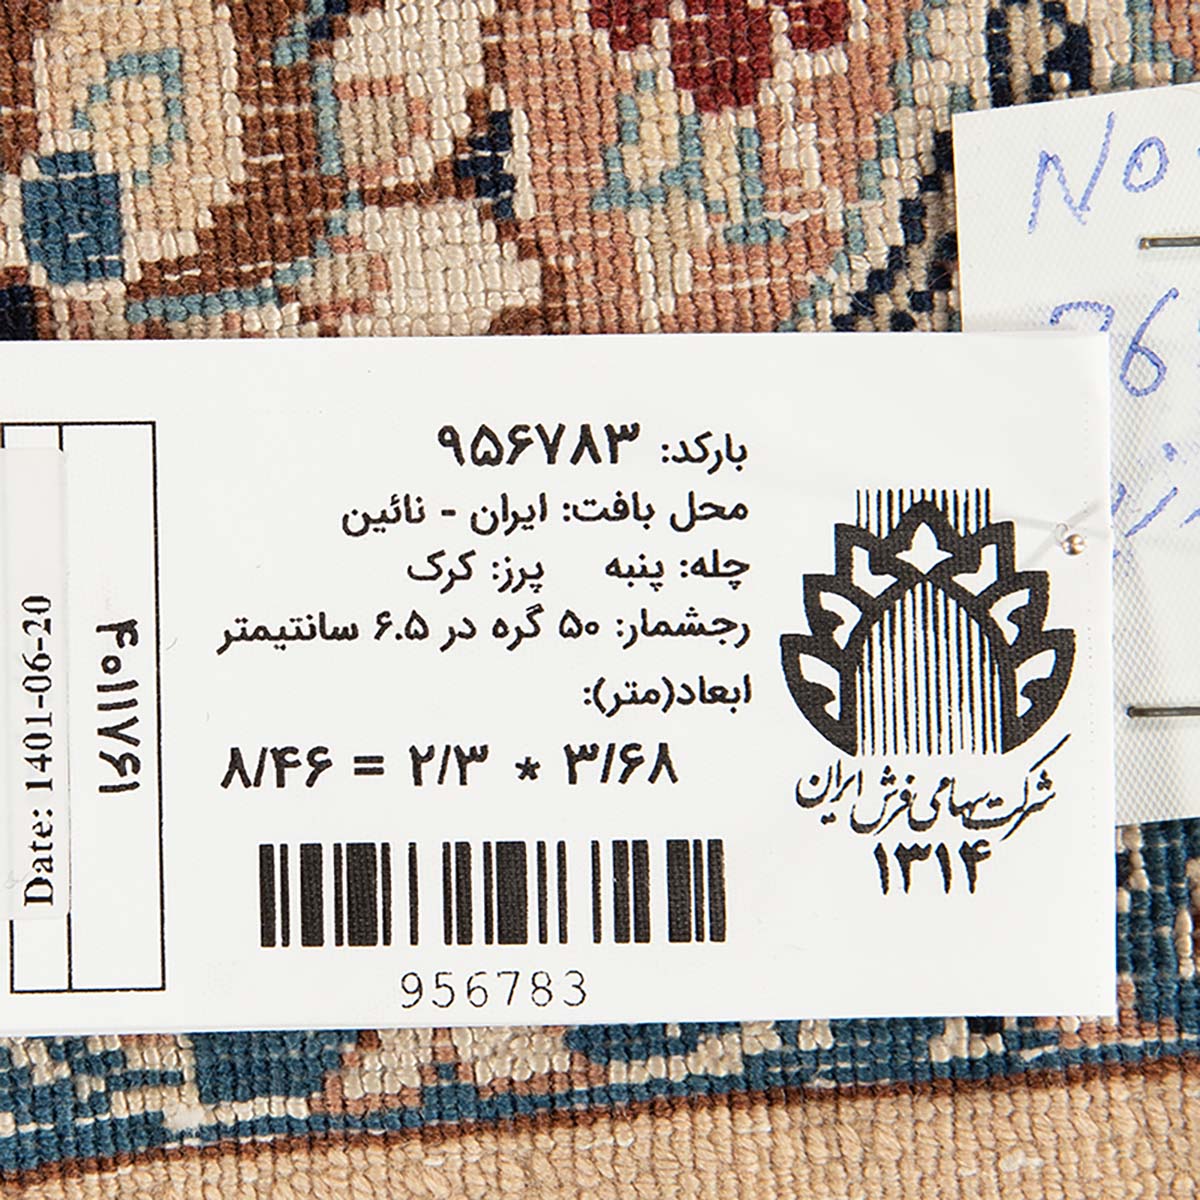 بارکد: ۹۵۶۷۸۳
محل بافت: ایران - نائین
چله: پنبه پرز: کرک
رجشمار: ۵۰ گره در ۶.۵ سانتیمتر
ابعاد(متر):
۳/۶۸ * ۲/۳ = ۸/۴۶
956783
شرکت سهامی فرش ایران
۱۳۱۴
۴۰۱۱۷۶۱
Date: 1401-06-20
No